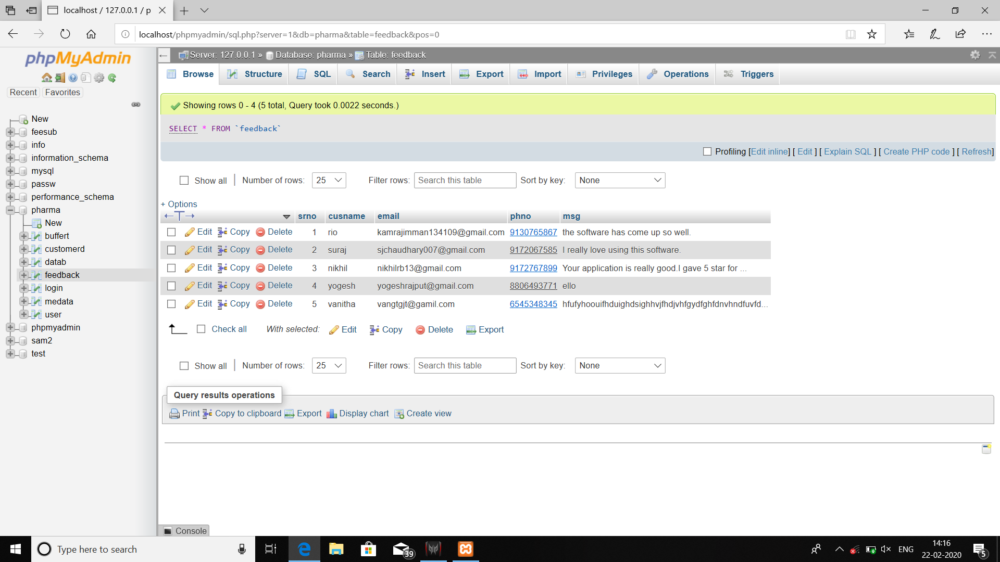 localhost / 127.0.0.1 / p
localhost/phpmyadmin/sql.php?server=1&db=pharma&table=feedback&pos=0
phpMyAdmin
Recent Favorites
New
feesub
info
information_schema
mysql
passw
performance_schema
pharma
New
buffert
customerd
datab
feedback
login
medata
user
phpmyadmin
sam2
test
Server: 127.0.0.1 » Database: pharma » Table: feedback
Browse Structure SQL Search Insert Export Import Privileges Operations Triggers
Showing rows 0 - 4 (5 total, Query took 0.0022 seconds.)
SELECT * FROM `feedback`
Profiling [Edit inline] [ Edit ] [ Explain SQL ] [ Create PHP code ] [ Refresh]
Show all Number of rows: 25 Filter rows: Search this table Sort by key: None
+ Options
srno cusname email phno msg
Edit Copy Delete 1 rio kamrajimman134109@gmail.com 9130765867 the software has come up so well.
Edit Copy Delete 2 suraj sjchaudhary007@gmail.com 9172067585 I really love using this software.
Edit Copy Delete 3 nikhil nikhilrb13@gmail.com 9172767899 Your application is really good.I gave 5 star for ...
Edit Copy Delete 4 yogesh yogeshrajput@gmail.com 8806493771 ello
Edit Copy Delete 5 vanitha vangtgjt@gamil.com 6545348345 hfufyhoouifhduighdsighhvjfhdjvhfgydfghfdnvhndfuvfd...
Check all With selected: Edit Copy Delete Export
Show all Number of rows: 25 Filter rows: Search this table Sort by key: None
Query results operations
Print Copy to clipboard Export Display chart Create view
Console
Type here to search
39
ENG
14:16
22-02-2020
5